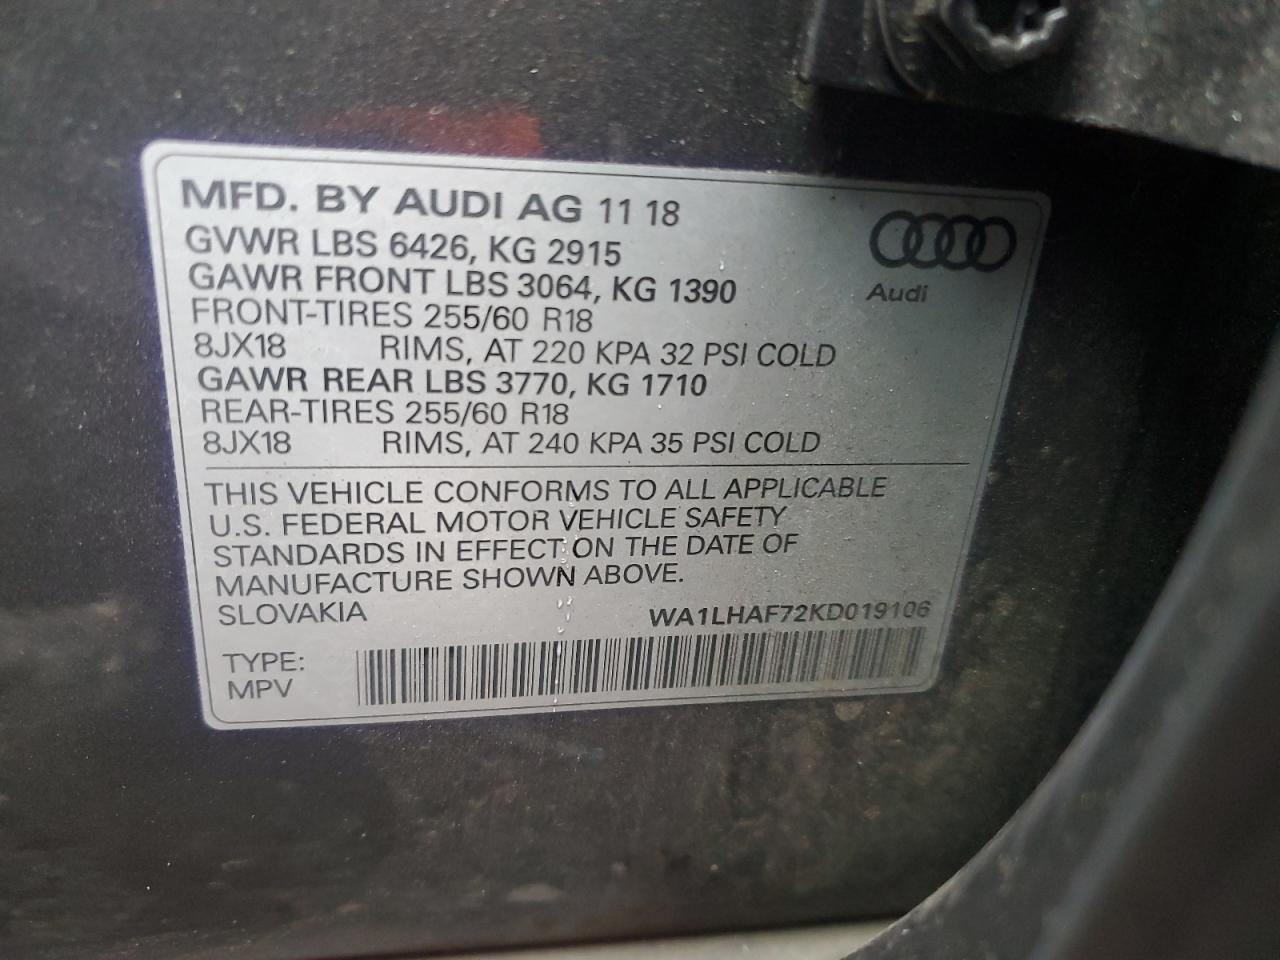 MFD. BY AUDI AG 11 18
GVWR LBS 6426, KG 2915
GAWR FRONT LBS 3064, KG 1390
FRONT-TIRES 255/60 R18
8JX18 RIMS, AT 220 KPA 32 PSI COLD
GAWR REAR LBS 3770, KG 1710
REAR-TIRES 255/60 R18
8JX18 RIMS, AT 240 KPA 35 PSI COLD
Audi
THIS VEHICLE CONFORMS TO ALL APPLICABLE
U.S. FEDERAL MOTOR VEHICLE SAFETY
STANDARDS IN EFFECT ON THE DATE OF
MANUFACTURE SHOWN ABOVE.
SLOVAKIA WA1LHAF72KD019106
TYPE:
MPV